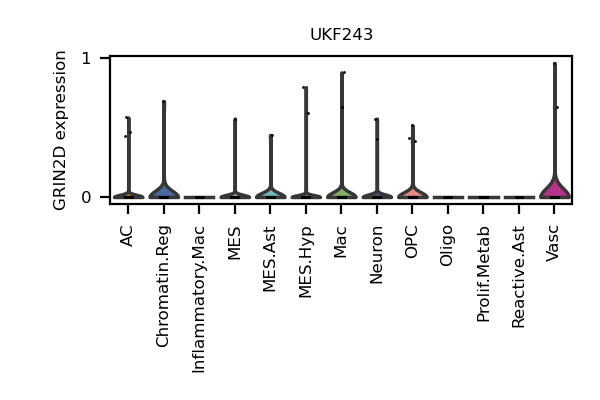 UKF243
GRIN2D expression
1
0
AC
Chromatin.Reg
Inflammatory.Mac
MES
MES.Ast
MES.Hyp
Mac
Neuron
OPC
Oligo
Prolif.Metab
Reactive.Ast
Vasc